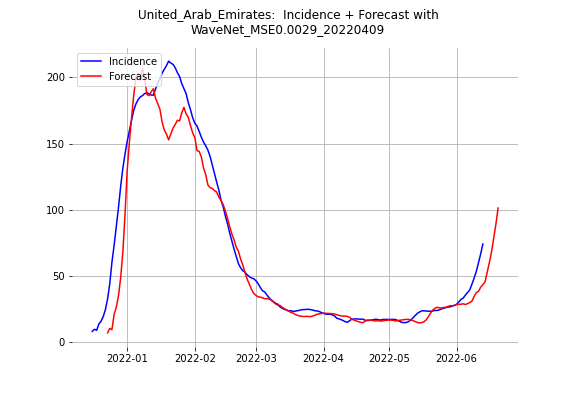 United_Arab_Emirates:  Incidence + Forecast with
WaveNet_MSE0.0029_20220409
Incidence
Forecast
200
150
100
50
0
2022-01 2022-02 2022-03 2022-04 2022-05 2022-06